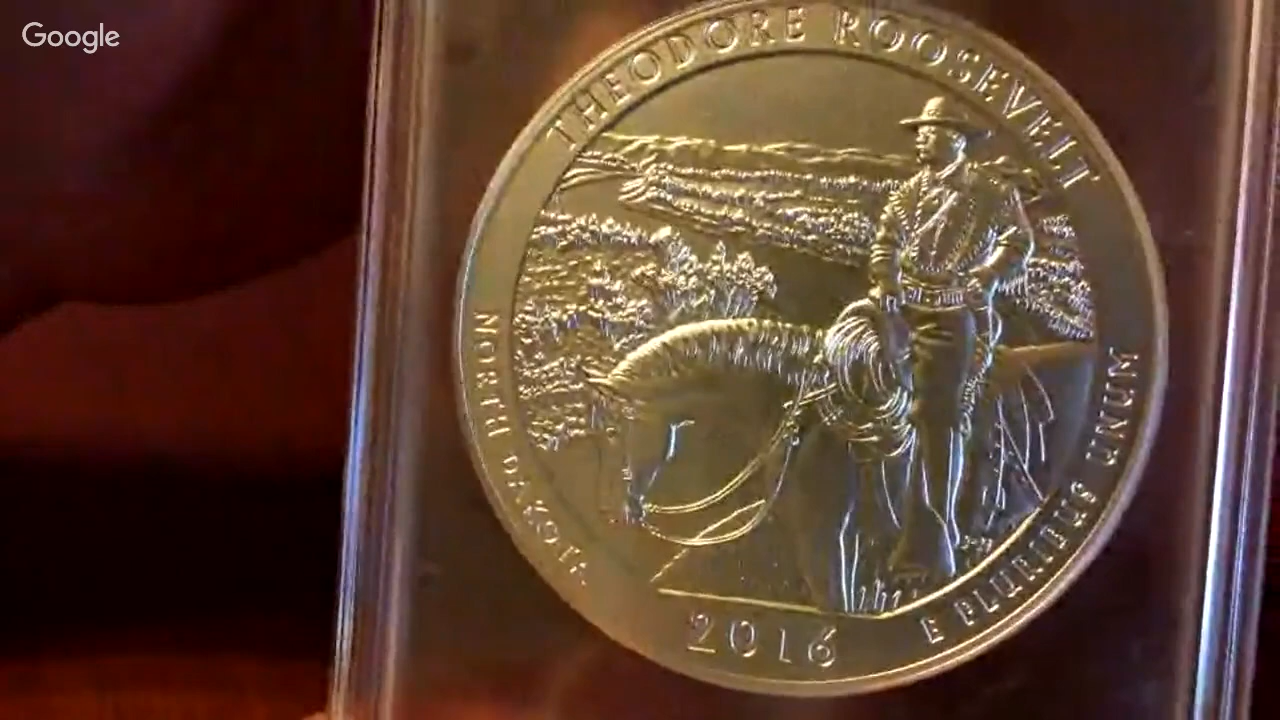 Google
THEODORE ROOSEVELT
NORTH DAKOTA
2016
E PLURIBUS UNUM